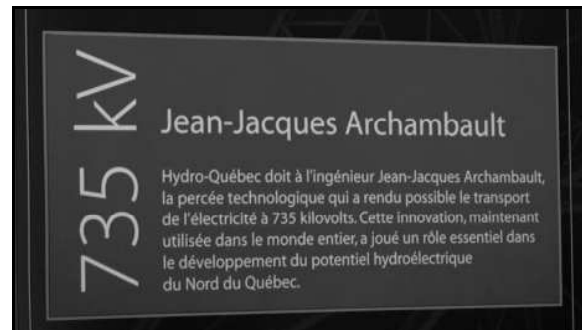 735 kV
Jean-Jacques Archambault
Hydro-Québec doit à l'ingénieur Jean-Jacques Archambault,
la percée technologique qui a rendu possible le transport
de l'électricité à 735 kilovolts. Cette innovation, maintenant
utilisée dans le monde entier, a joué un rôle essentiel dans
le développement du potentiel hydroélectrique
du Nord du Québec.